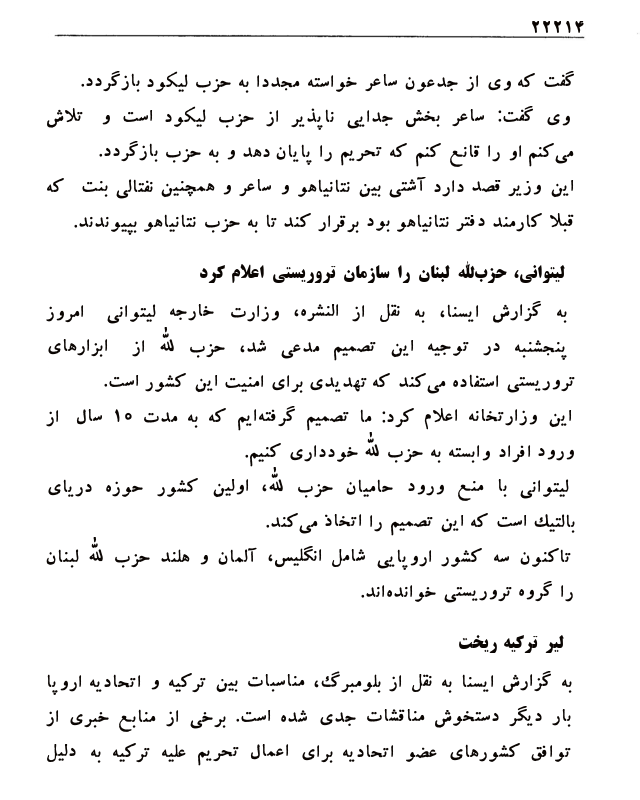 ۲۲۲۱۴
گفت که وی از جدعون ساعر خواسته مجددا به حزب لیکود بازگردد.
وی گفت: ساعر بخش جدایی ناپذیر از حزب لیکود است و تلاش
می‌کنم او را قانع کنم که تحریم را پایان دهد و به حزب بازگردد.
این وزیر قصد دارد آشتی بین نتانیاهو و ساعر و همچنین نفتالی بنت که
قبلا کارمند دفتر نتانیاهو بود برقرار کند تا به حزب نتانیاهو بپیوندند.
لیتوانی، حزب‌الله لبنان را سازمان تروریستی اعلام کرد
به گزارش ایسنا، به نقل از النشره، وزارت خارجه لیتوانی امروز
پنجشنبه در توجیه این تصمیم مدعی شد، حزب الله از ابزارهای
تروریستی استفاده می‌کند که تهدیدی برای امنیت این کشور است.
این وزارتخانه اعلام کرد: ما تصمیم گرفته‌ایم که به مدت ۱۵ سال از
ورود افراد وابسته به حزب الله خودداری کنیم.
لیتوانی با منع ورود حامیان حزب الله، اولین کشور حوزه دریای
بالتیك است که این تصمیم را اتخاذ می‌کند.
تاکنون سه کشور اروپایی شامل انگلیس، آلمان و هلند حزب الله لبنان
را گروه تروریستی خوانده‌اند.
لیر ترکیه ریخت
به گزارش ایسنا به نقل از بلومبرگ، مناسبات بین ترکیه و اتحادیه اروپا
بار دیگر دستخوش مناقشات جدی شده است. برخی از منابع خبری از
توافق کشورهای عضو اتحادیه برای اعمال تحریم علیه ترکیه به دلیل